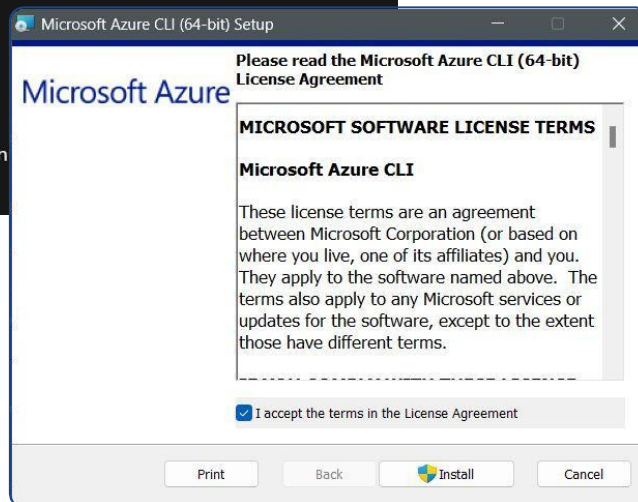 Microsoft Azure CLI (64-bit) Setup
Microsoft Azure
Please read the Microsoft Azure CLI (64-bit)
License Agreement
MICROSOFT SOFTWARE LICENSE TERMS
Microsoft Azure CLI
These license terms are an agreement
between Microsoft Corporation (or based on
where you live, one of its affiliates) and you.
They apply to the software named above.  The
terms also apply to any Microsoft services or
updates for the software, except to the extent
those have different terms.
I accept the terms in the License Agreement
Print
Back
Install
Cancel